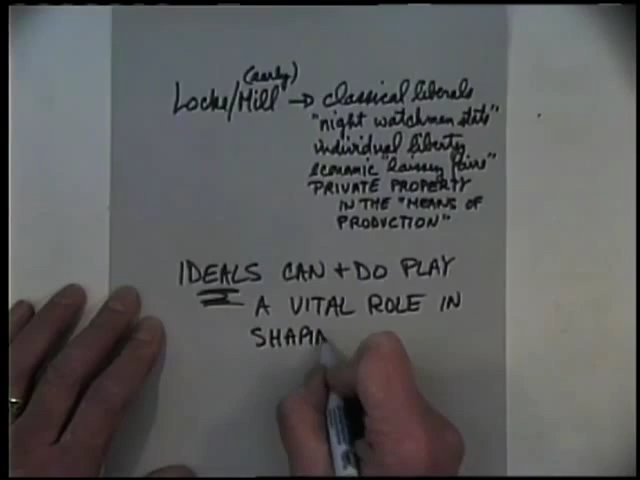 (early)
Locke/Mill → classical liberals
"night watchmen state"
individual liberty
economic "laissez faire"
PRIVATE PROPERTY
IN THE "MEANS OF
PRODUCTION"
IDEALS CAN + DO PLAY
A VITAL ROLE IN
SHAPIN